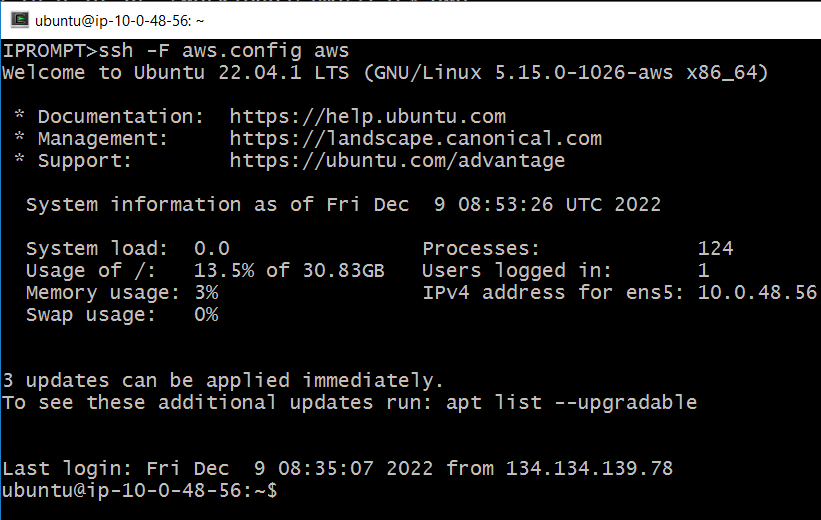 ubuntu@ip-10-0-48-56: ~
IPROMPT>ssh -F aws.config aws
Welcome to Ubuntu 22.04.1 LTS (GNU/Linux 5.15.0-1026-aws x86_64)
* Documentation:  https://help.ubuntu.com
* Management:     https://landscape.canonical.com
* Support:        https://ubuntu.com/advantage
System information as of Fri Dec  9 08:53:26 UTC 2022
System load:  0.0                Processes:             124
Usage of /:   13.5% of 30.83GB   Users logged in:       1
Memory usage: 3%                 IPv4 address for ens5: 10.0.48.56
Swap usage:   0%
3 updates can be applied immediately.
To see these additional updates run: apt list --upgradable
Last login: Fri Dec  9 08:35:07 2022 from 134.134.139.78
ubuntu@ip-10-0-48-56:~$